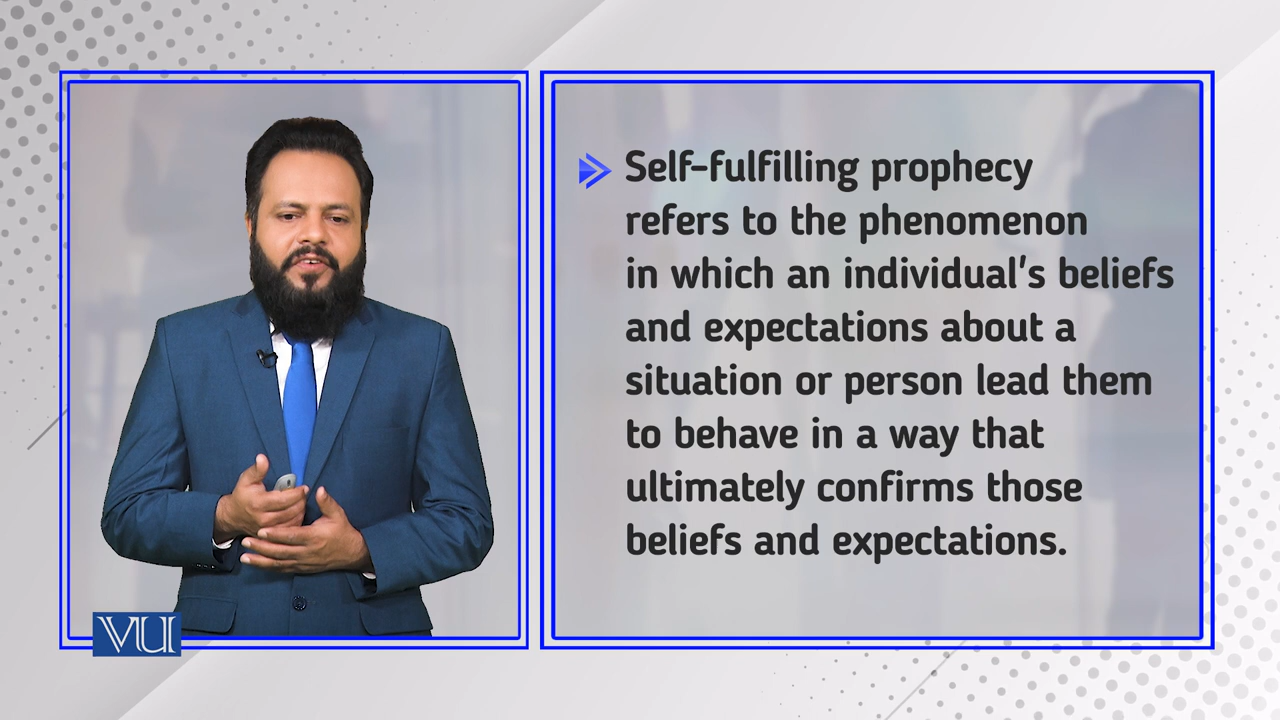 Self-fulfilling prophecy
refers to the phenomenon
in which an individual's beliefs
and expectations about a
situation or person lead them
to behave in a way that
ultimately confirms those
beliefs and expectations.
VU